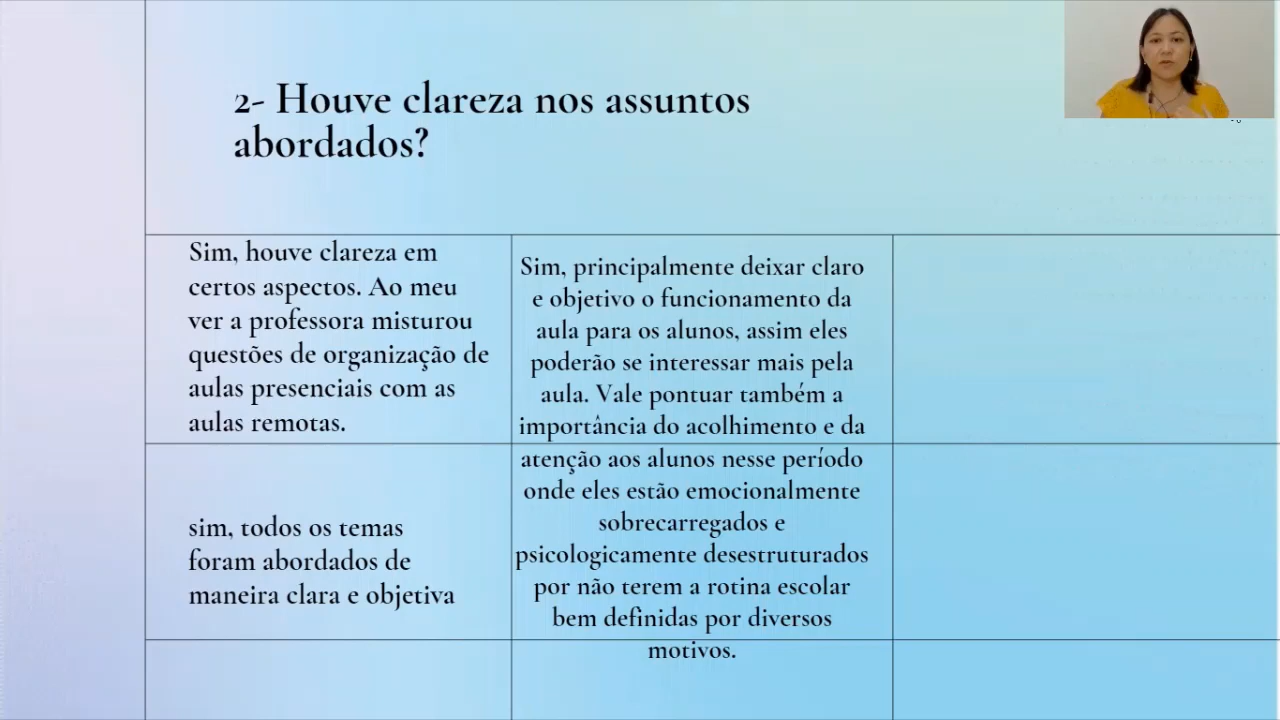 2- Houve clareza nos assuntos
abordados?
Sim, houve clareza em
certos aspectos. Ao meu
ver a professora misturou
questões de organização de
aulas presenciais com as
aulas remotas.
sim, todos os temas
foram abordados de
maneira clara e objetiva
Sim, principalmente deixar claro
e objetivo o funcionamento da
aula para os alunos, assim eles
poderão se interessar mais pela
aula. Vale pontuar também a
importância do acolhimento e da
atenção aos alunos nesse período
onde eles estão emocionalmente
sobrecarregados e
psicologicamente desestruturados
por não terem a rotina escolar
bem definidas por diversos
motivos.